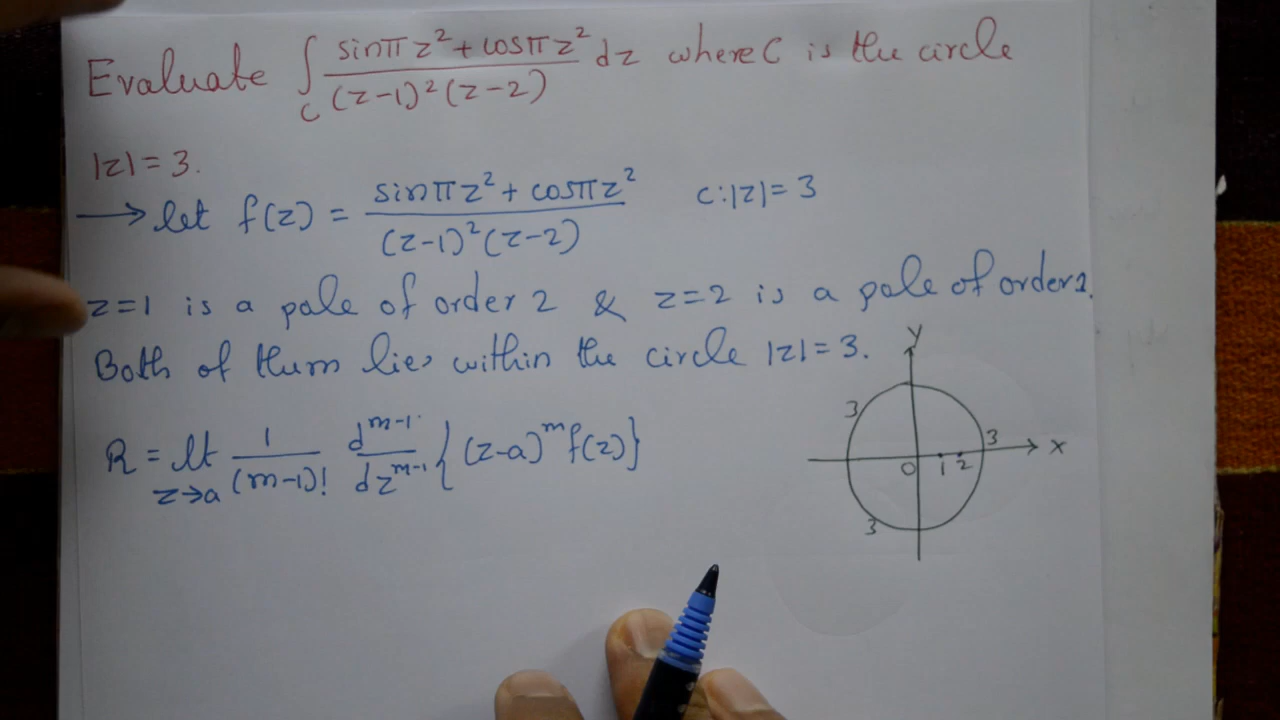 Evaluate ∫_C (sinπz² + cosπz²)/((z-1)²(z-2)) dz where C is the circle
|z| = 3.
→ let f(z) = (sinπz² + cosπz²)/((z-1)²(z-2)) c:|z| = 3
z=1 is a pole of order 2 & z=2 is a pole of order 1.
Both of them lies within the circle |z| = 3.
R = lt_{z→a} 1/(m-1)! d^{m-1}/dz^{m-1} {(z-a)^m f(z)}
y
3
3
x
0 1 2
3